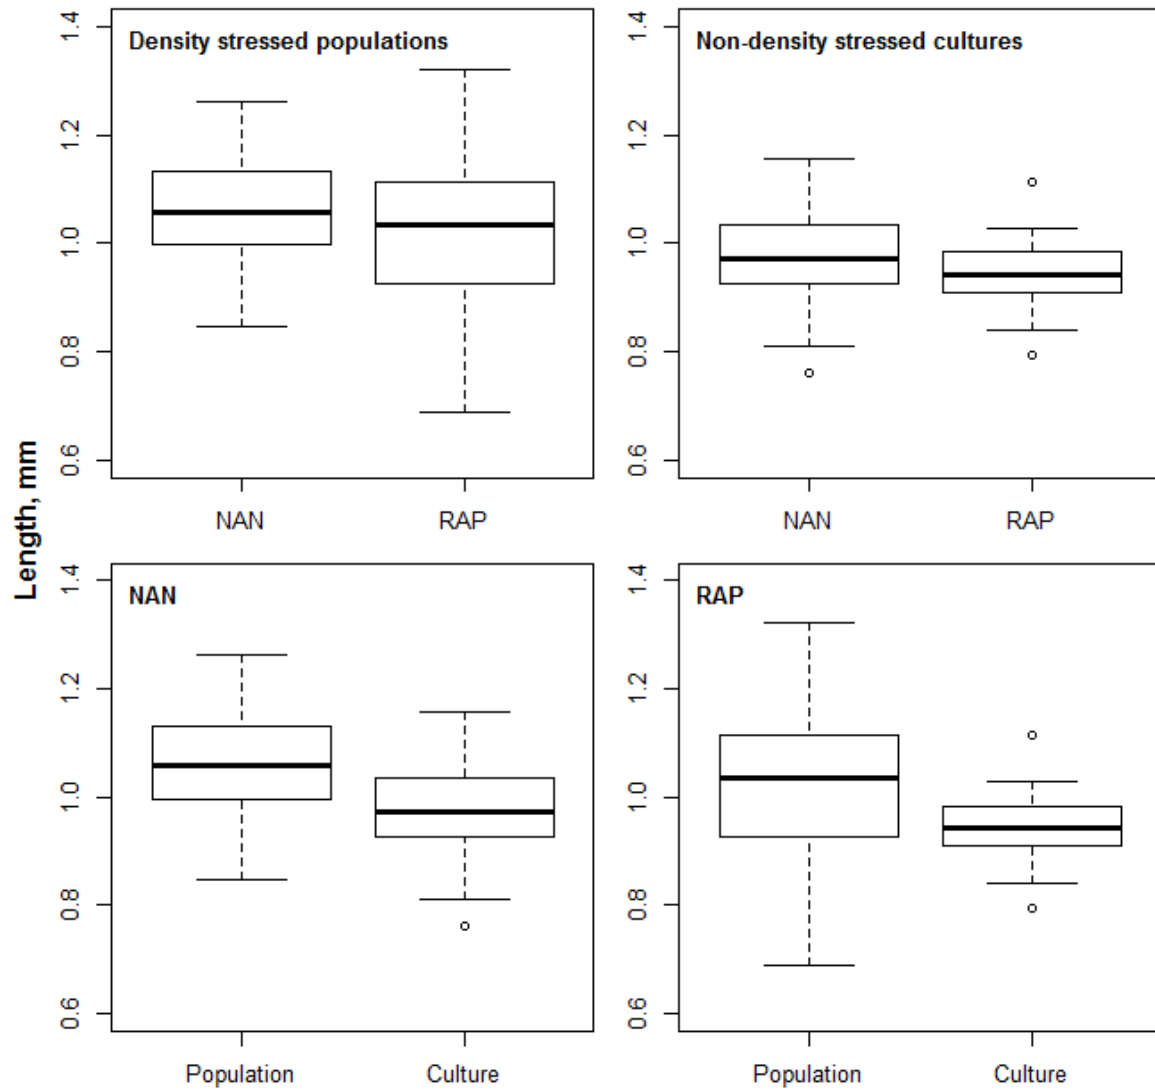 Length, mm
Density stressed populations
1.4
1.2
1.0
0.8
0.6
NAN RAP
Non-density stressed cultures
1.4
1.2
1.0
0.8
0.6
NAN RAP
NAN
1.4
1.2
1.0
0.8
0.6
Population Culture
RAP
1.4
1.2
1.0
0.8
0.6
Population Culture